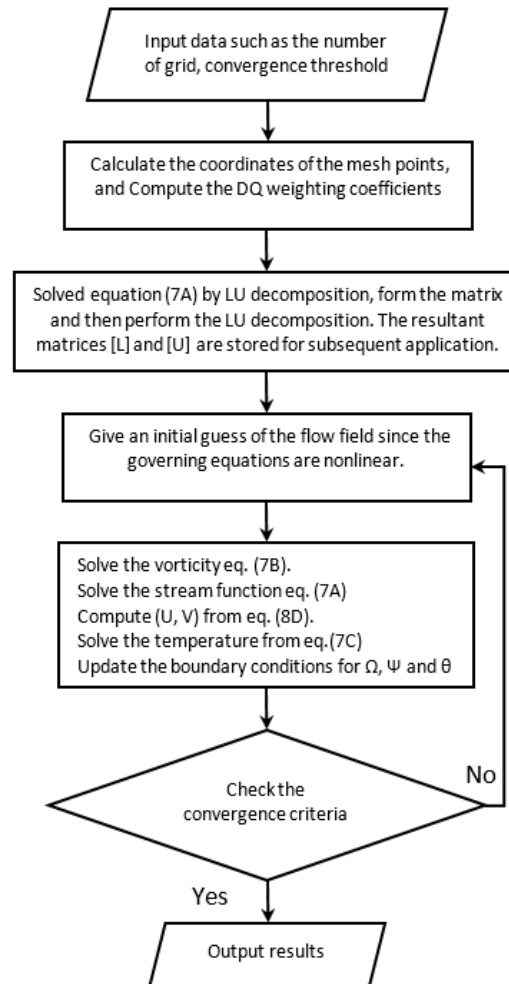 Input data such as the number
of grid, convergence threshold
Calculate the coordinates of the mesh points,
and Compute the DQ weighting coefficients
Solved equation (7A) by LU decomposition, form the matrix
and then perform the LU decomposition. The resultant
matrices [L] and [U] are stored for subsequent application.
Give an initial guess of the flow field since the
governing equations are nonlinear.
Solve the vorticity eq. (7B).
Solve the stream function eq. (7A)
Compute (U, V) from eq. (8D).
Solve the temperature from eq.(7C)
Update the boundary conditions for Ω, Ψ and θ
Check the
convergence criteria
No
Yes
Output results